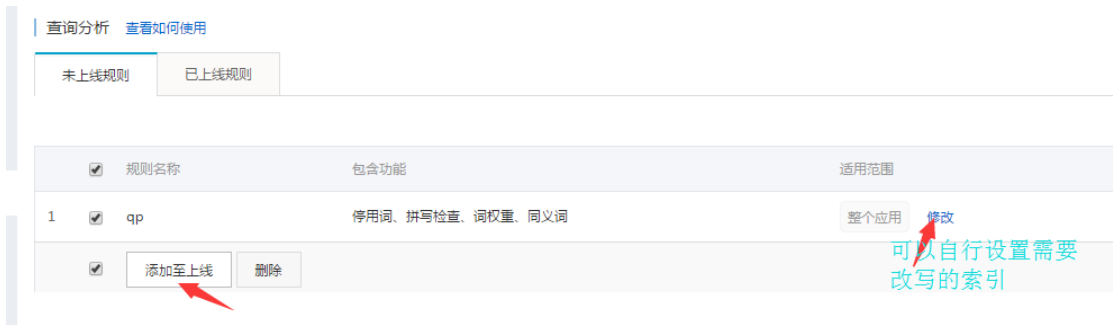 查询分析 查看如何使用
未上线规则 已上线规则
规则名称 包含功能 适用范围
1 qp 停用词、拼写检查、词权重、同义词 整个应用 修改
可以自行设置需要
改写的索引
添加至上线 删除